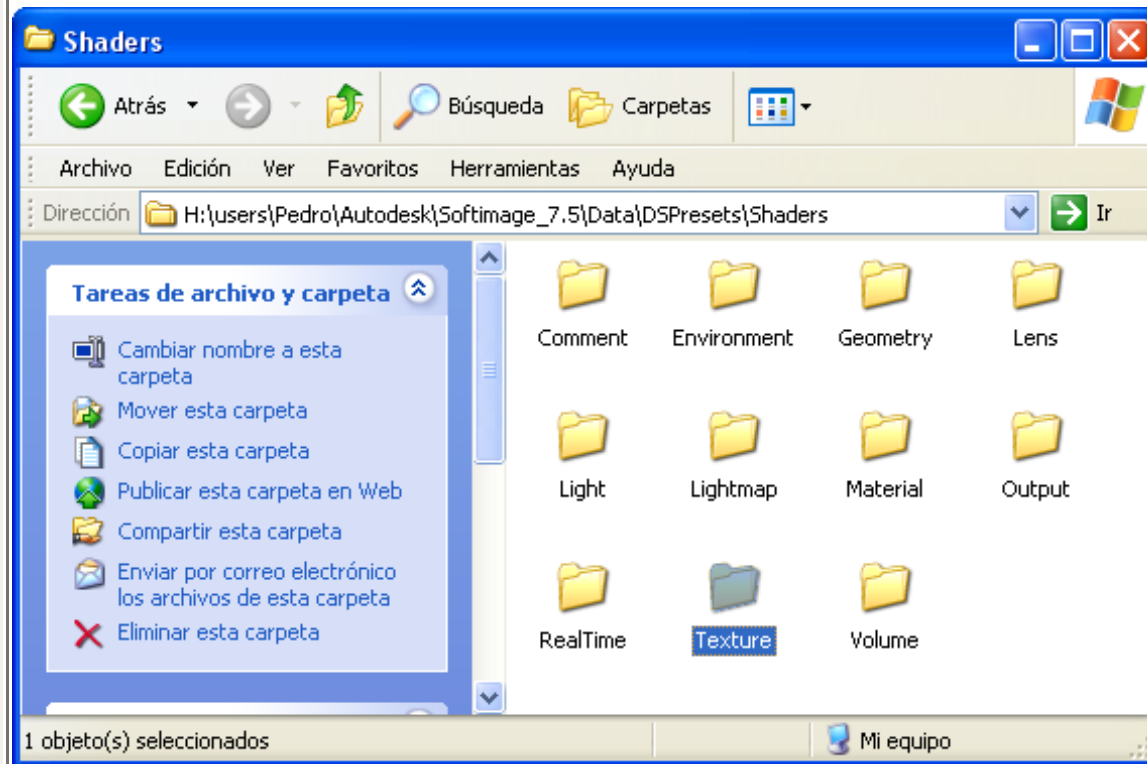 Shaders
Atrás Búsqueda Carpetas
Archivo Edición Ver Favoritos Herramientas Ayuda
Dirección H:\users\Pedro\Autodesk\Softimage_7.5\Data\DSPresets\Shaders Ir
Tareas de archivo y carpeta
Cambiar nombre a esta
carpeta
Mover esta carpeta
Copiar esta carpeta
Publicar esta carpeta en Web
Compartir esta carpeta
Enviar por correo electrónico
los archivos de esta carpeta
Eliminar esta carpeta
Comment Environment Geometry Lens
Light Lightmap Material Output
RealTime Texture Volume
1 objeto(s) seleccionados Mi equipo